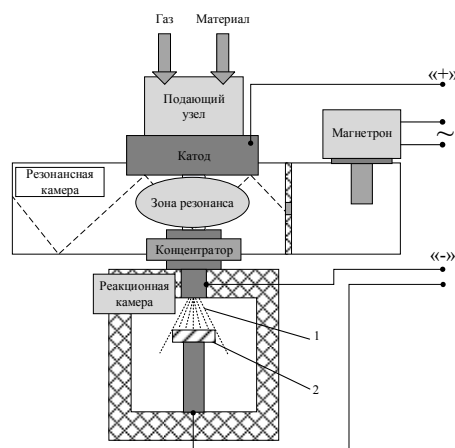 Газ Материал
«+»
Подающий
узел
Магнетрон
~
Катод
Резонансная
камера
Зона резонанса
Концентратор
«-»
Реакционная
камера
1
2